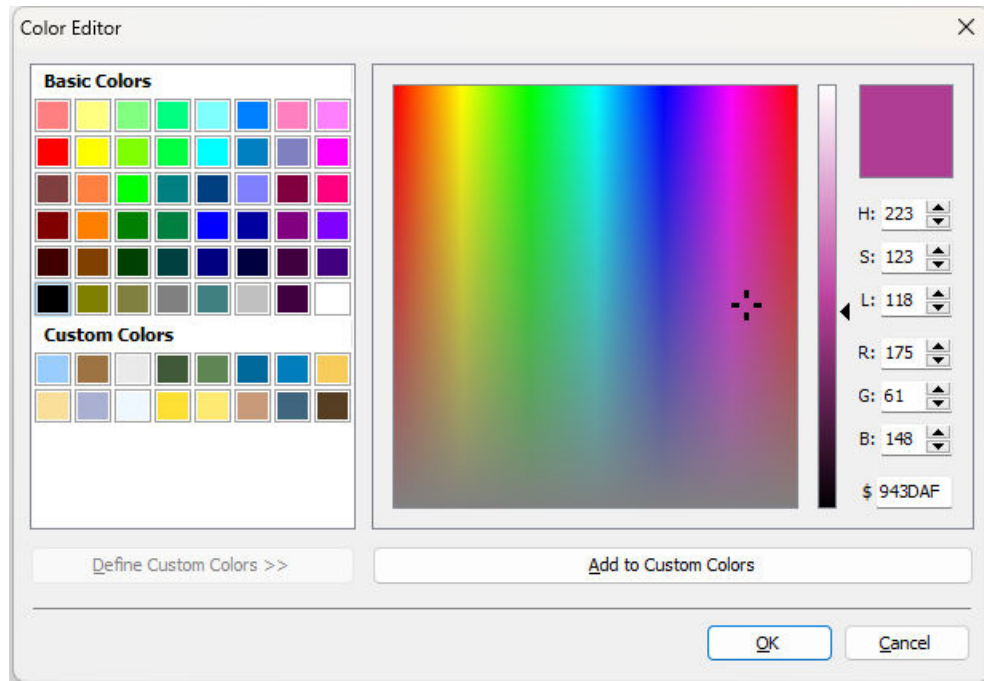 Color Editor
Basic Colors
Custom Colors
H: 223
S: 123
L: 118
R: 175
G: 61
B: 148
$ 943DAF
Define Custom Colors >>
Add to Custom Colors
OK
Cancel